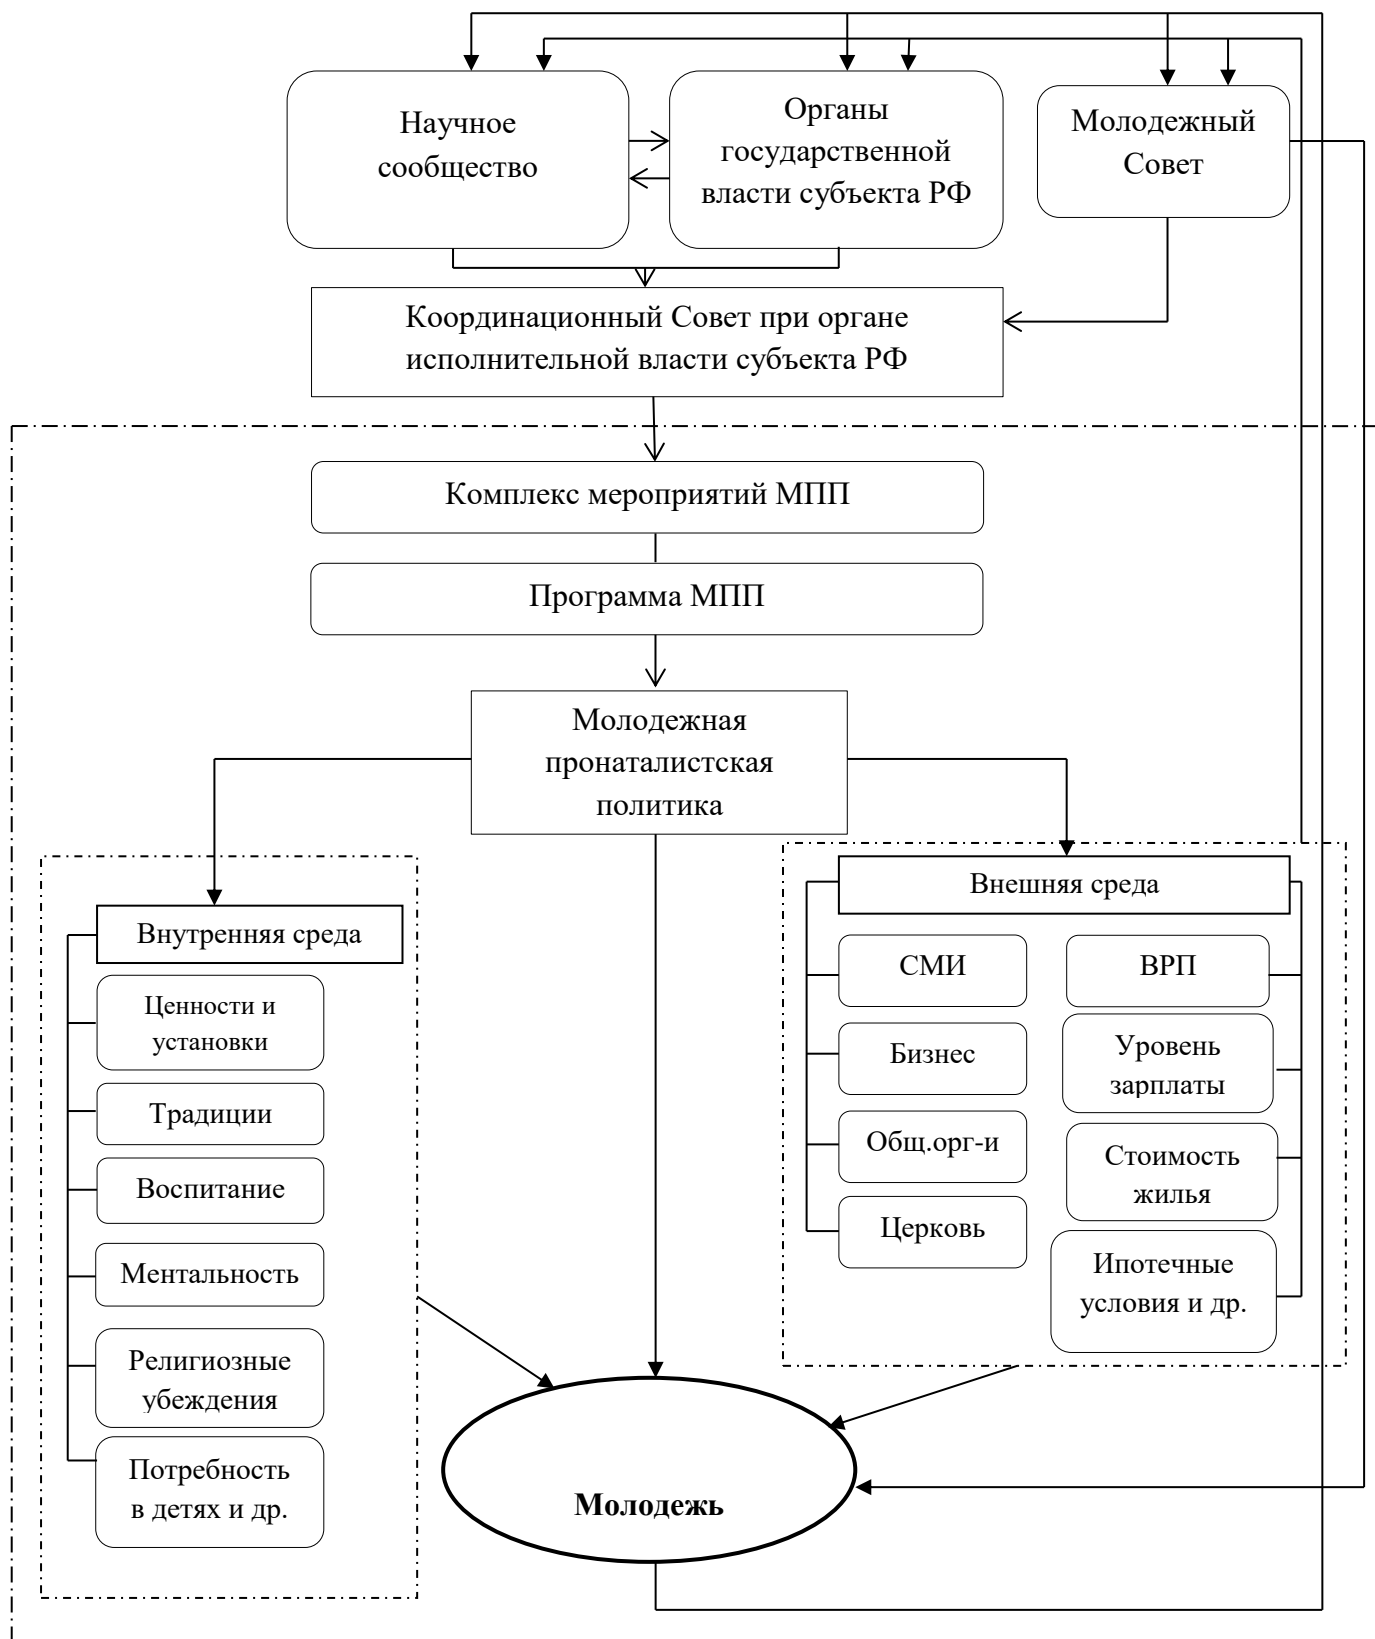 Научное
сообщество
Органы
государственной
власти субъекта РФ
Молодежный
Совет
Координационный Совет при органе
исполнительной власти субъекта РФ
Комплекс мероприятий МПП
Программа МПП
Молодежная
пронаталистская
политика
Внутренняя среда
Ценности и
установки
Традиции
Воспитание
Ментальность
Религиозные
убеждения
Потребность
в детях и др.
Внешняя среда
СМИ
Бизнес
Общ.орг-и
Церковь
ВРП
Уровень
зарплаты
Стоимость
жилья
Ипотечные
условия и др.
Молодежь